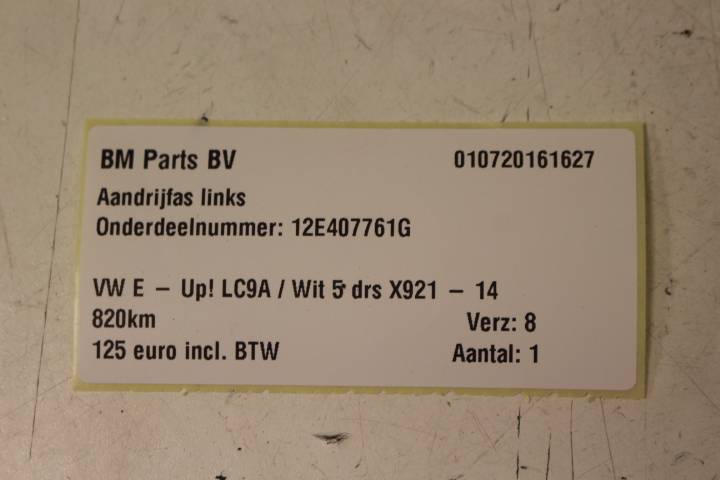 BM Parts BV 010720161627
Aandrijfas links
Onderdeelnummer: 12E407761G
VW E - Up! LC9A / Wit 5 drs X921 - 14
820km Verz: 8
125 euro incl. BTW Aantal: 1